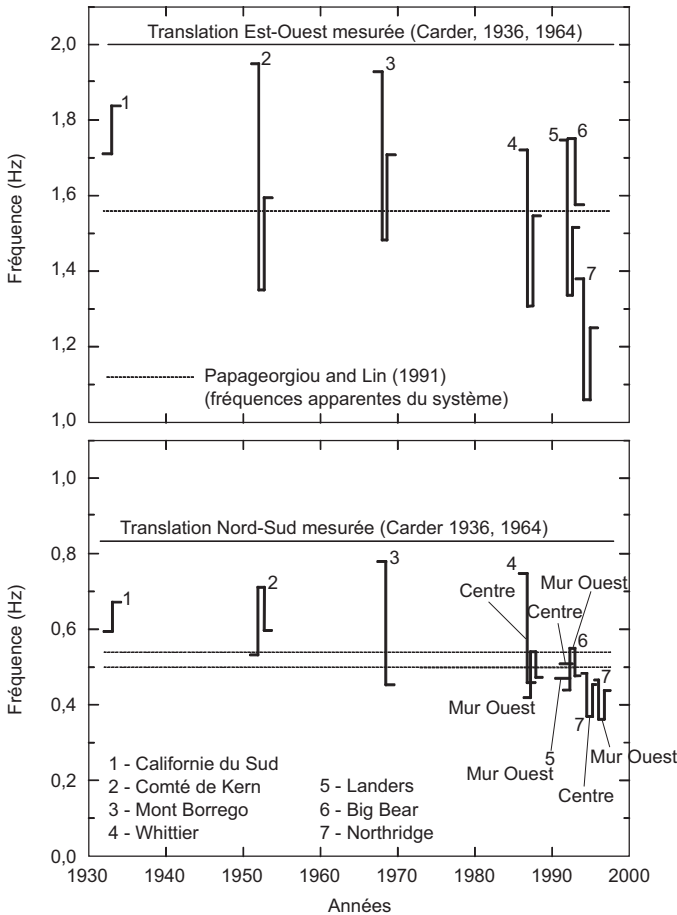 2,0
1,8
1,6
1,4
1,2
1,0
Fréquence (Hz)
Translation Est-Ouest mesurée (Carder, 1936, 1964)
1
2
3
4
5
6
7
Papageorgiou and Lin (1991)
(fréquences apparentes du système)
1,0
0,8
0,6
0,4
0,2
0,0
Fréquence (Hz)
Translation Nord-Sud mesurée (Carder 1936, 1964)
1
2
3
4
Centre
Mur Ouest
Centre
Mur Ouest
6
7
Mur Ouest
5
7
Mur Ouest
Centre
1 - Californie du Sud
2 - Comté de Kern
3 - Mont Borrego
4 - Whittier
5 - Landers
6 - Big Bear
7 - Northridge
1930 1940 1950 1960 1970 1980 1990 2000
Années